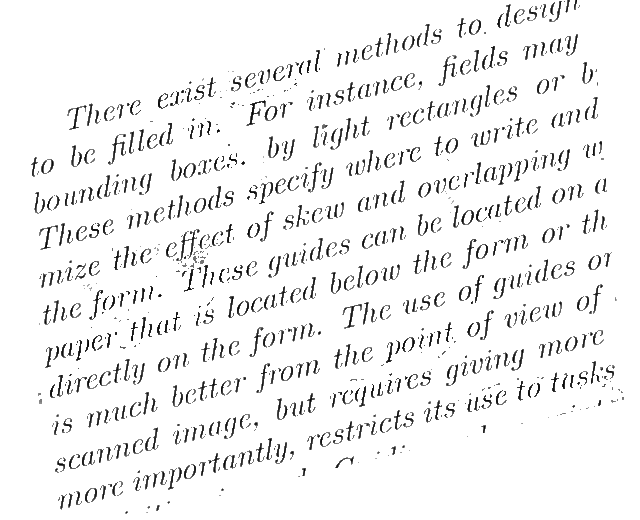 There exist several methods to design
to be filled in. For instance, fields may
bounding boxes. by light rectangles or
These methods specify where to write and
mize the effect of skew and overlapping
the form. These guides can be located on a
paper that is located below the form or
directly on the form. The use of guides
is much better from the point of view of
scanned image, but requires giving more
more importantly, restricts its use to tasks